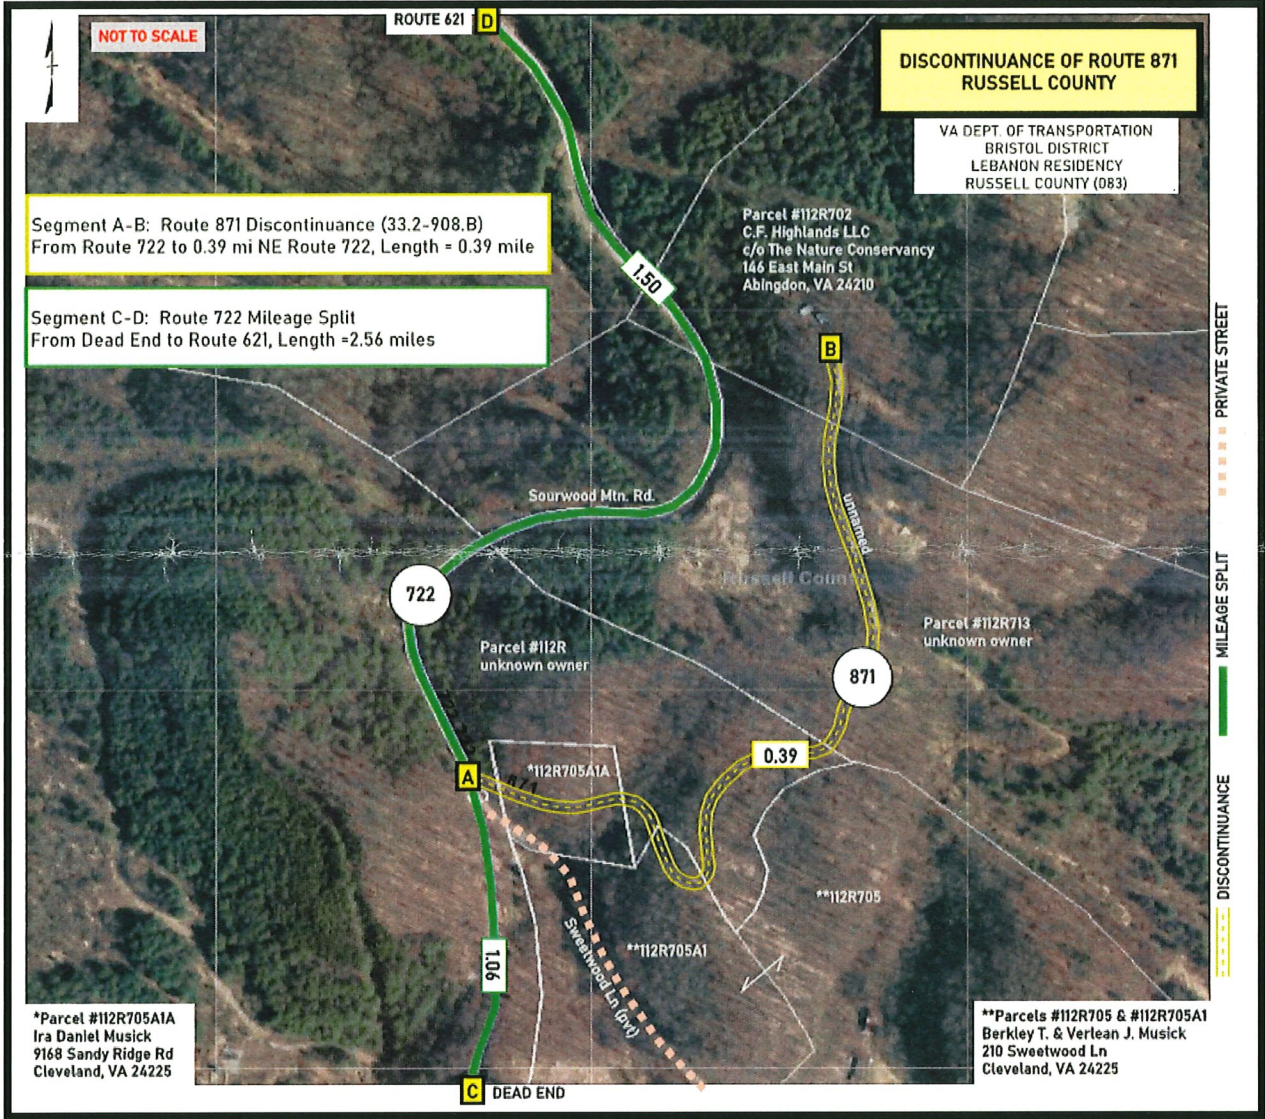 ROUTE 621
D
NOT TO SCALE
DISCONTINUANCE OF ROUTE 871
RUSSELL COUNTY
VA DEPT. OF TRANSPORTATION
BRISTOL DISTRICT
LEBANON RESIDENCY
RUSSELL COUNTY (083)
Segment A-B: Route 871 Discontinuance (33.2-908.B)
From Route 722 to 0.39 mi NE Route 722, Length = 0.39 mile
Segment C-D: Route 722 Mileage Split
From Dead End to Route 621, Length =2.56 miles
Parcel #112R702
C.F. Highlands LLC
c/o The Nature Conservancy
146 East Main St
Abingdon, VA 24210
1.50
B
PRIVATE STREET
Sourwood Mtn. Rd.
unnamed
Russell County
722
MILEAGE SPLIT
Parcel #112R
unknown owner
Parcel #112R713
unknown owner
871
0.39
A
*112R705A1A
871
DISCONTINUANCE
**112R705
**112R705A1
Sweetwood Ln (pvt)
1.06
*Parcel #112R705A1A
Ira Daniel Musick
9168 Sandy Ridge Rd
Cleveland, VA 24225
**Parcels #112R705 & #112R705A1
Berkley T. & Verlean J. Musick
210 Sweetwood Ln
Cleveland, VA 24225
C
DEAD END